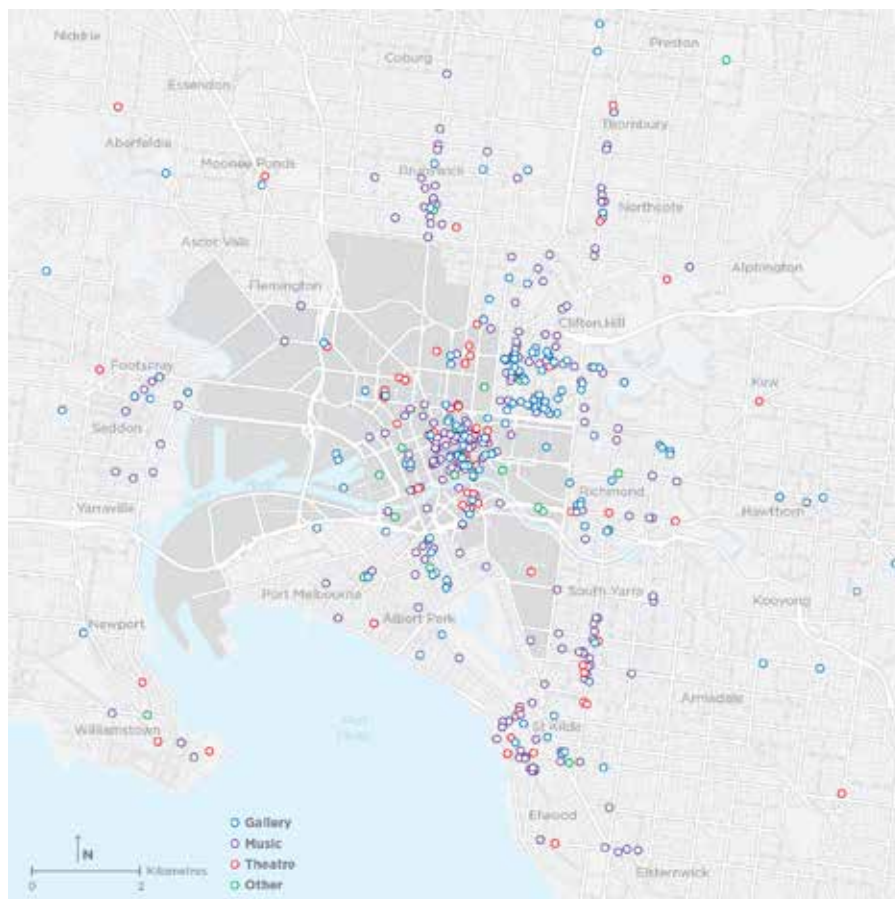 Niddrie
Preston
Coburg
Essendon
Thornbury
Aberfeldie
Moonee Ponds
Brunswick
Northcote
Ascot Vale
Alphington
Flemington
Clifton Hill
Footscray
Kew
Seddon
Richmond
Yarraville
Hawthorn
South Yarra
Port Melbourne
Kooyong
Newport
Albert Park
Armadale
Williamstown
St Kilda
Elwood
Elsternwick
Gallery
Music
Theatre
Other
N
Kilometres
0 2